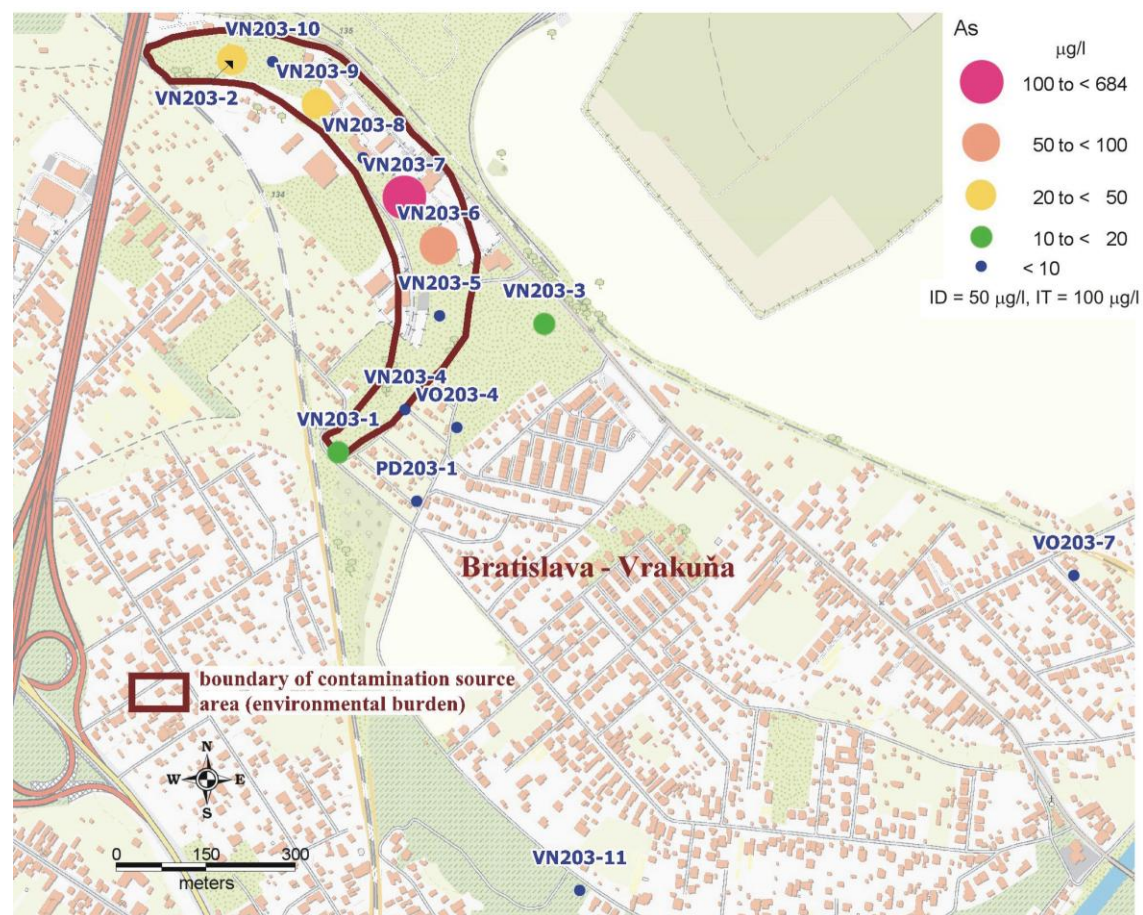 VN203-10
135
As
µg/l
100 to < 684
50 to < 100
20 to < 50
10 to < 20
< 10
ID = 50 µg/l, IT = 100 µg/l
VN203-9
VN203-2
VN203-8
VN203-7
134
VN203-6
VN203-5
VN203-3
VN203-4
VO203-4
VN203-1
PD203-1
VO203-7
Bratislava - Vrakuňa
boundary of contamination source
area (environmental burden)
N
W E
S
0 150 300
meters
VN203-11